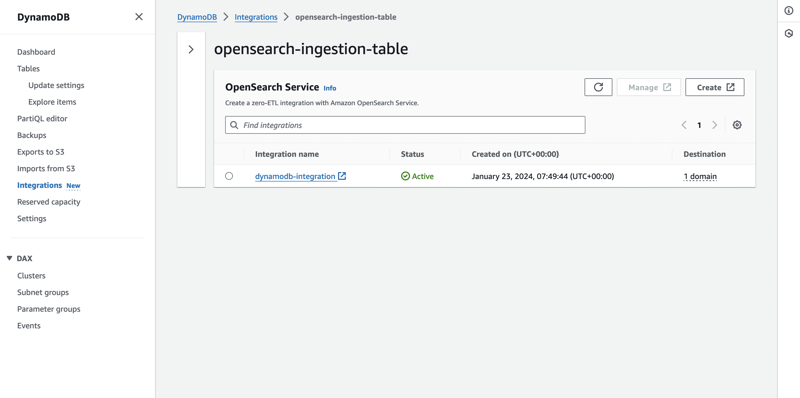 DynamoDB
Dashboard
Tables
Update settings
Explore items
PartiQL editor
Backups
Exports to S3
Imports from S3
Integrations New
Reserved capacity
Settings
DAX
Clusters
Subnet groups
Parameter groups
Events
DynamoDB > Integrations > opensearch-ingestion-table
opensearch-ingestion-table
OpenSearch Service Info
Create a zero-ETL integration with Amazon OpenSearch Service.
Manage
Create
Find integrations
1
Integration name Status Created on (UTC+00:00) Destination
dynamodb-integration Active January 23, 2024, 07:49:44 (UTC+00:00) 1 domain